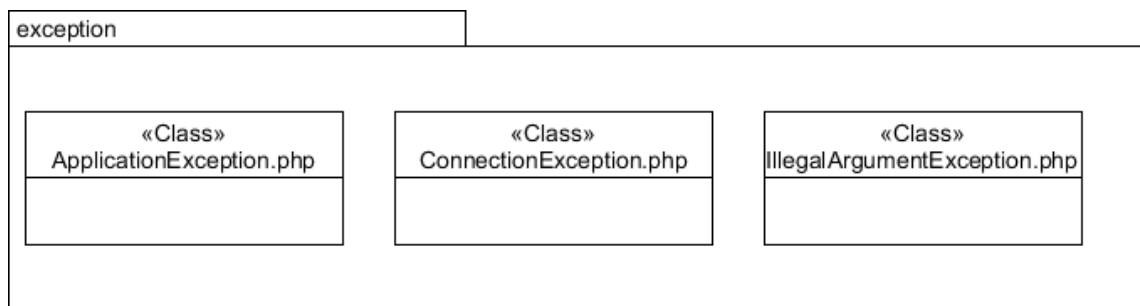 exception
«Class»
ApplicationException.php
«Class»
ConnectionException.php
«Class»
IllegalArgumentException.php